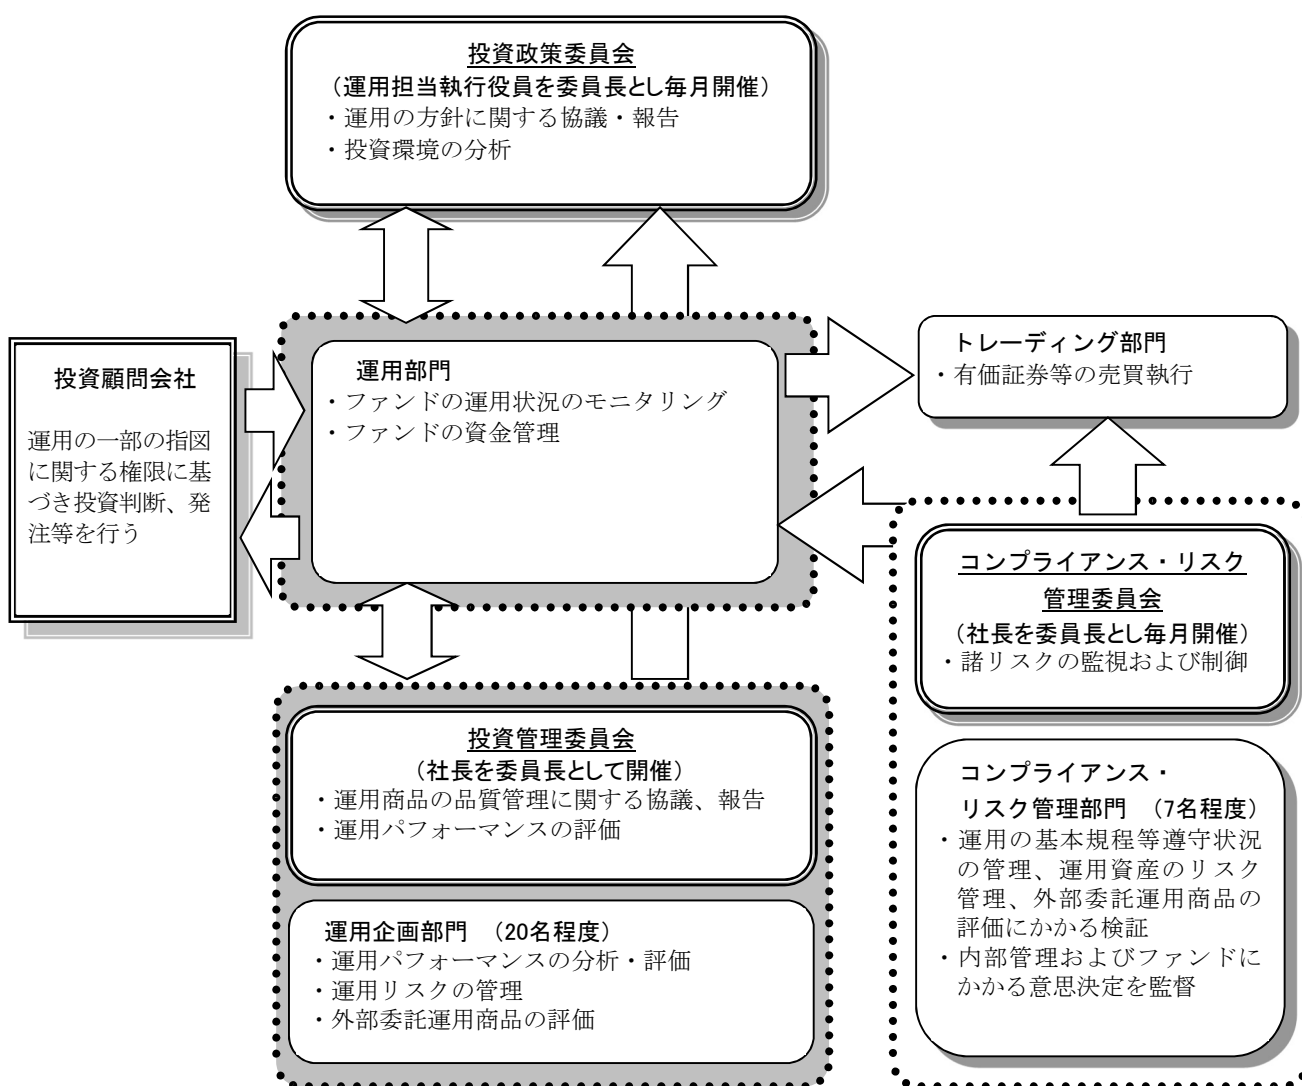 投資政策委員会
（運用担当執行役員を委員長とし毎月開催）
・運用の方針に関する協議・報告
・投資環境の分析
投資顧問会社
運用の一部の指図
に関する権限に基
づき投資判断、発
注等を行う
運用部門
・ファンドの運用状況のモニタリング
・ファンドの資金管理
トレーディング部門
・有価証券等の売買執行
コンプライアンス・リスク
管理委員会
（社長を委員長とし毎月開催）
・諸リスクの監視および制御
投資管理委員会
（社長を委員長として開催）
・運用商品の品質管理に関する協議、報告
・運用パフォーマンスの評価
運用企画部門　（20名程度）
・運用パフォーマンスの分析・評価
・運用リスクの管理
・外部委託運用商品の評価
コンプライアンス・
リスク管理部門　（7名程度）
・運用の基本規程等遵守状況
の管理、運用資産のリスク
管理、外部委託運用商品の
評価にかかる検証
・内部管理およびファンドに
かかる意思決定を監督